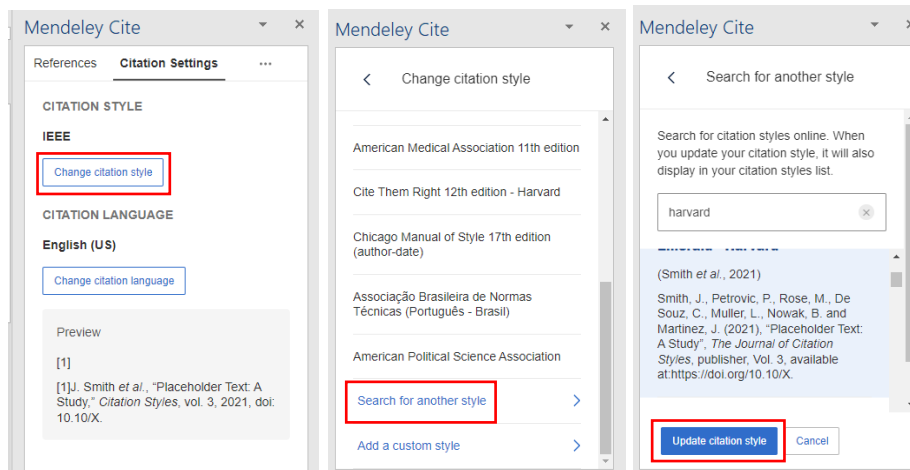 Mendeley Cite
References Citation Settings ...
CITATION STYLE
IEEE
Change citation style
CITATION LANGUAGE
English (US)
Change citation language
Preview
[1]
[1]J. Smith et al., “Placeholder Text: A
Study,” Citation Styles, vol. 3, 2021, doi:
10.10/X.
Mendeley Cite
Change citation style
American Medical Association 11th edition
Cite Them Right 12th edition - Harvard
Chicago Manual of Style 17th edition
(author-date)
Associação Brasileira de Normas
Técnicas (Português - Brasil)
American Political Science Association
Search for another style
Add a custom style
Mendeley Cite
Search for another style
Search for citation styles online. When
you update your citation style, it will also
display in your citation styles list.
harvard
Emerald - Harvard
(Smith et al., 2021)
Smith, J., Petrovic, P., Rose, M., De
Souz, C., Muller, L., Nowak, B. and
Martinez, J. (2021), “Placeholder Text:
A Study”, The Journal of Citation
Styles, publisher, Vol. 3, available
at:https://doi.org/10.10/X.
Update citation style Cancel